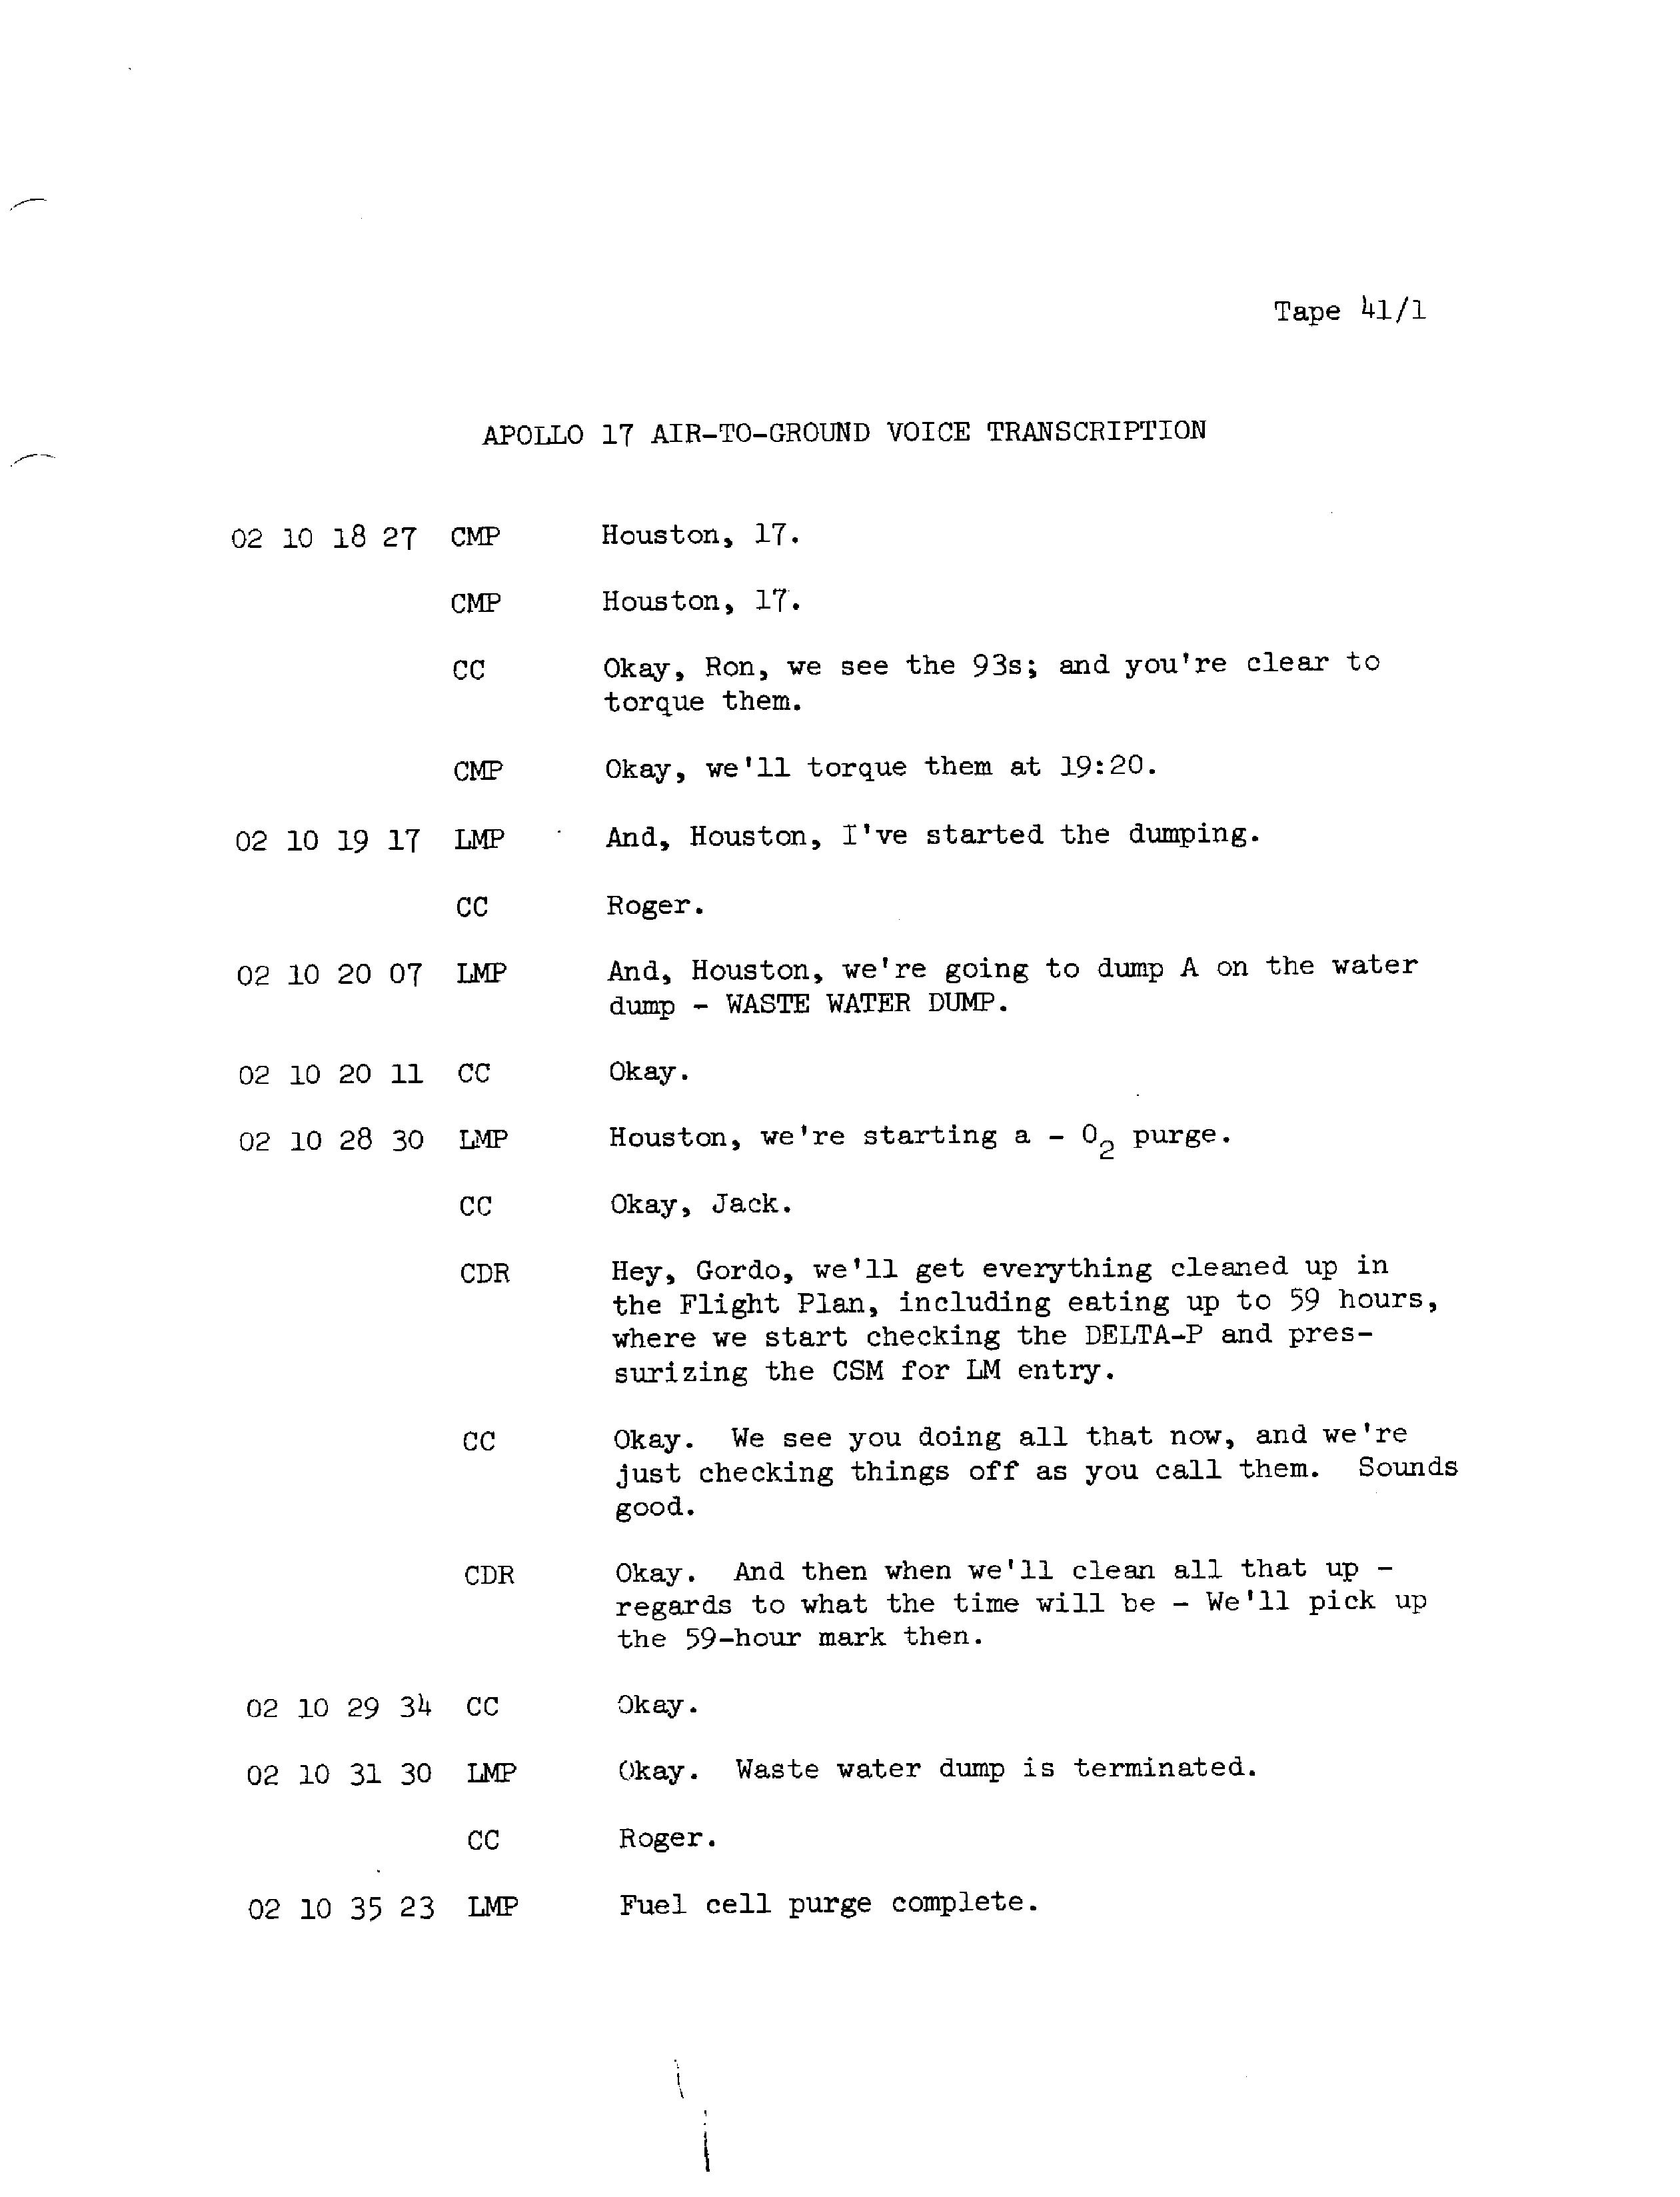 Tape 41/1
APOLLO 17 AIR-TO-GROUND VOICE TRANSCRIPTION
02 10 18 27 CMP Houston, 17.
CMP Houston, 17.
CC Okay, Ron, we see the 93s; and you're clear to
torque them.
CMP Okay, we'll torque them at 19:20.
02 10 19 17 LMP And, Houston, I've started the dumping.
CC Roger.
02 10 20 07 LMP And, Houston, we're going to dump A on the water
dump - WASTE WATER DUMP.
02 10 20 11 CC Okay.
02 10 28 30 LMP Houston, we're starting a - O2 purge.
CC Okay, Jack.
CDR Hey, Gordo, we'll get everything cleaned up in
the Flight Plan, including eating up to 59 hours,
where we start checking the DELTA-P and pres-
surizing the CSM for LM entry.
CC Okay. We see you doing all that now, and we're
just checking things off as you call them. Sounds
good.
CDR Okay. And then when we'll clean all that up -
regards to what the time will be - We'll pick up
the 59-hour mark then.
02 10 29 34 CC Okay.
02 10 31 30 LMP Okay. Waste water dump is terminated.
CC Roger.
02 10 35 23 LMP Fuel cell purge complete.